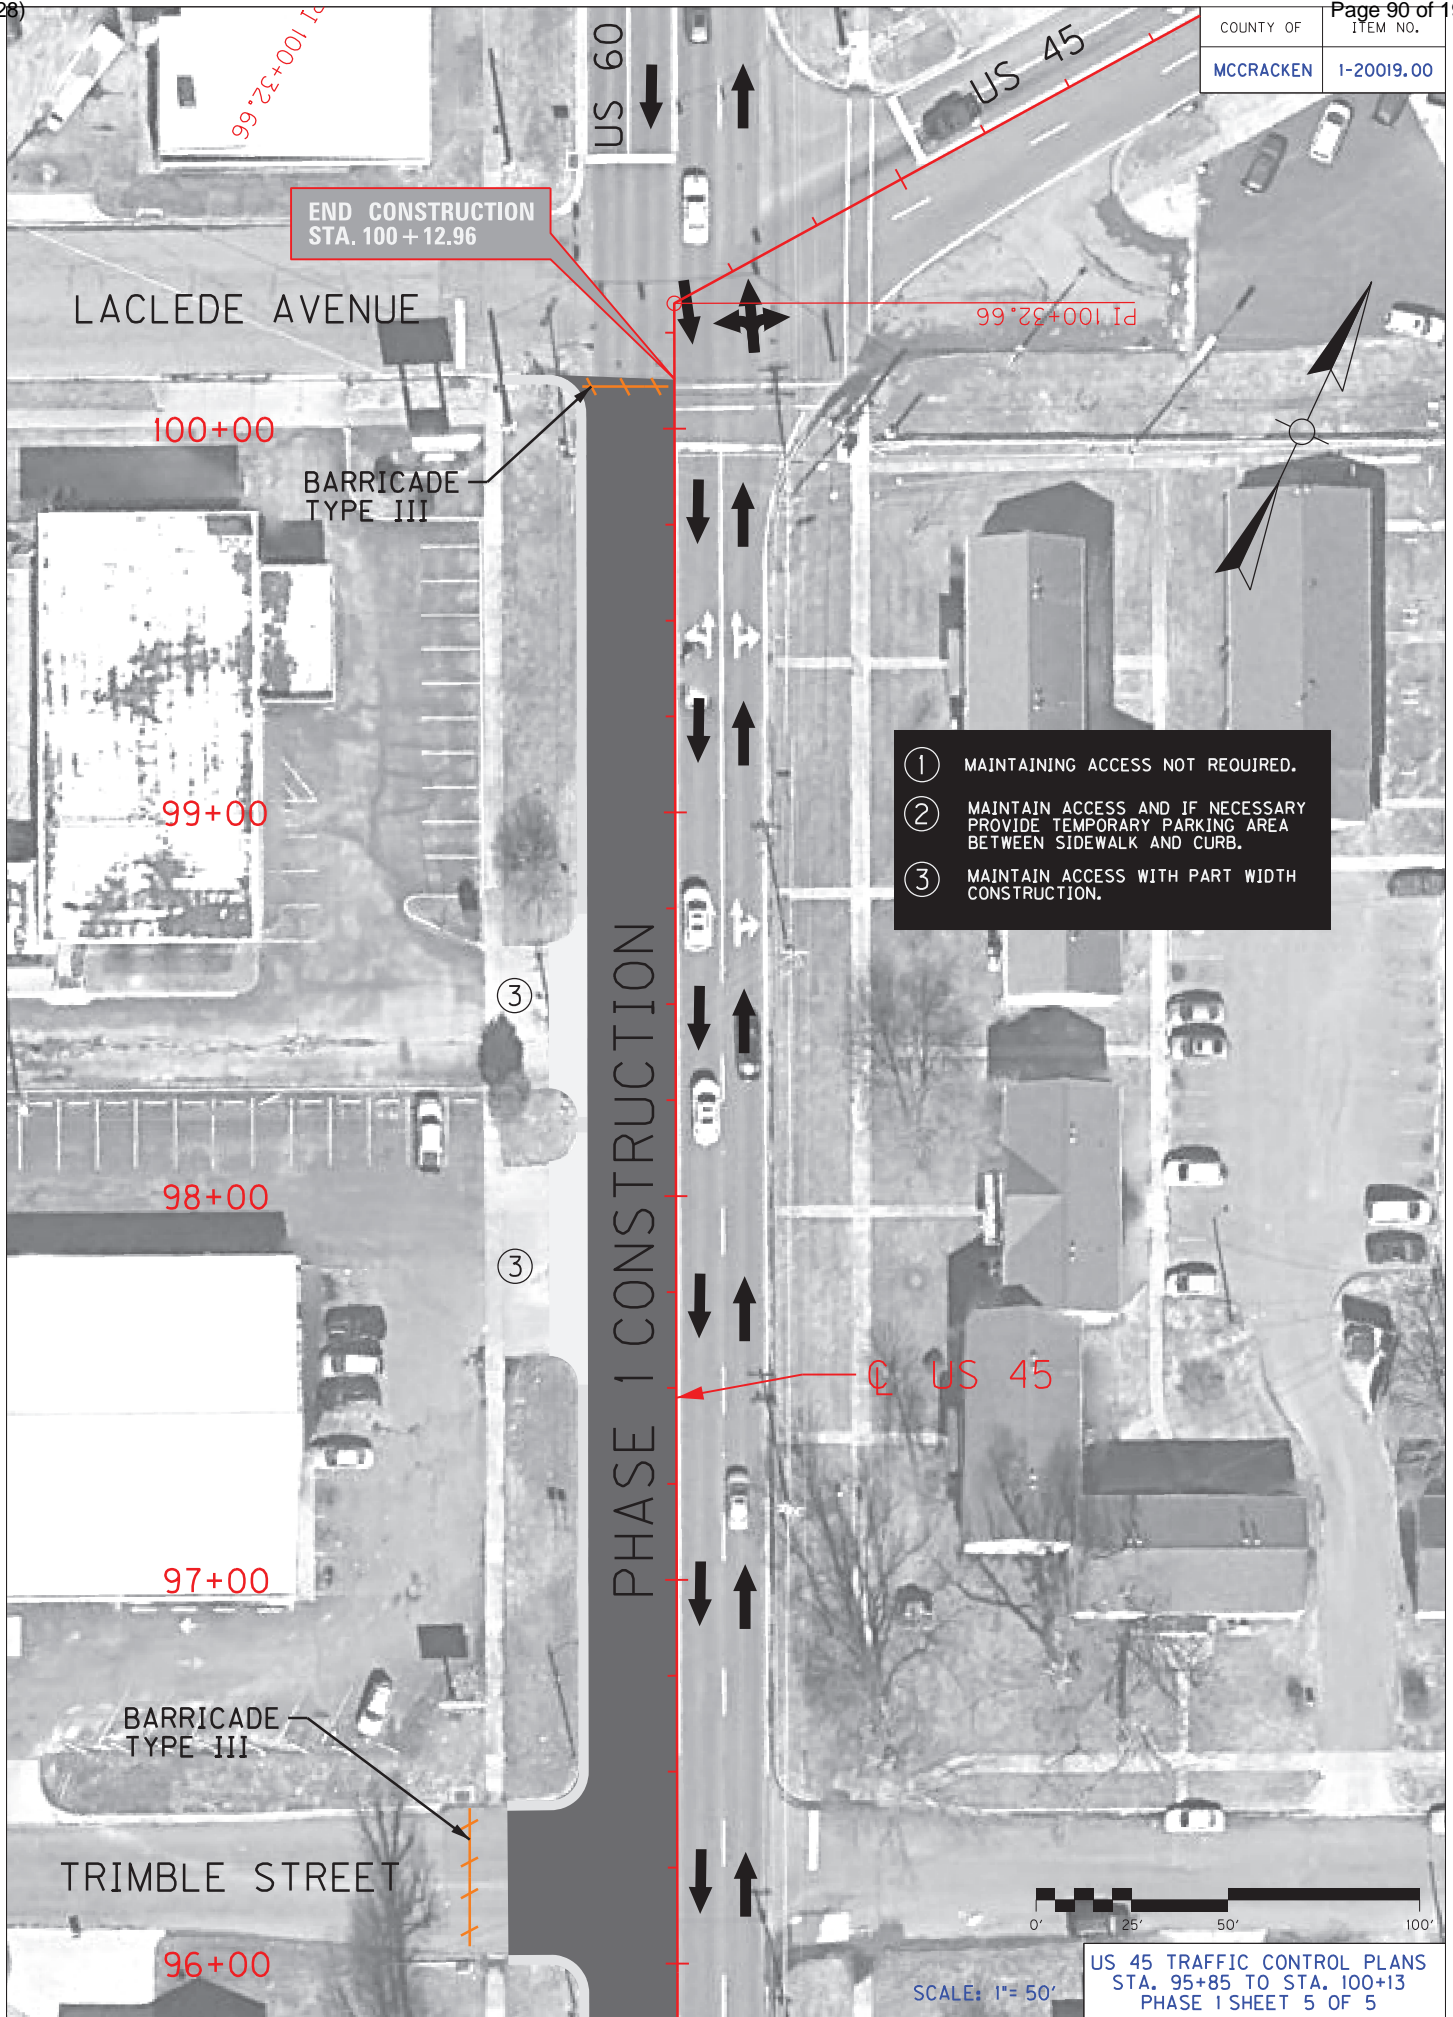 28)
Page 90 of 1
COUNTY OF
ITEM NO.
MCCRACKEN
1-20019.00
PI 100+32.66
US 60
US 45
END CONSTRUCTION
STA. 100+12.96
LACLEDE AVENUE
PI 100+32.66
100+00
BARRICADE
TYPE III
99+00
① MAINTAINING ACCESS NOT REQUIRED.
② MAINTAIN ACCESS AND IF NECESSARY
PROVIDE TEMPORARY PARKING AREA
BETWEEN SIDEWALK AND CURB.
③ MAINTAIN ACCESS WITH PART WIDTH
CONSTRUCTION.
③
PHASE 1 CONSTRUCTION
98+00
③
℄ US 45
97+00
BARRICADE
TYPE III
TRIMBLE STREET
96+00
0' 25' 50' 100'
SCALE: 1"= 50'
US 45 TRAFFIC CONTROL PLANS
STA. 95+85 TO STA. 100+13
PHASE 1 SHEET 5 OF 5